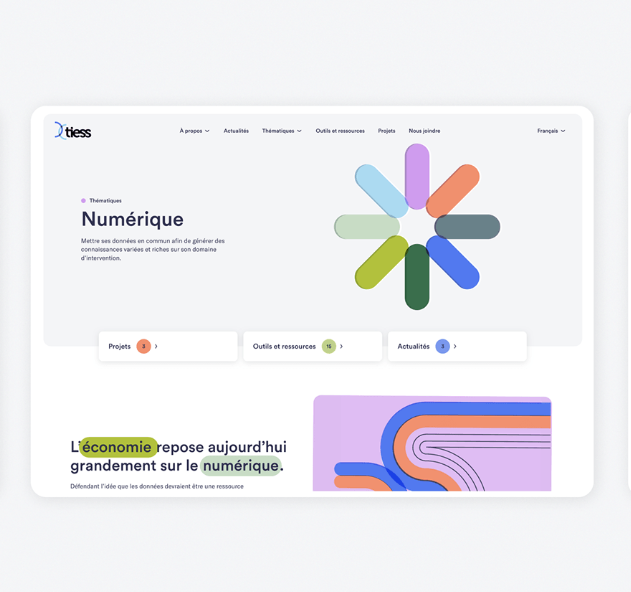 tiess
À propos
Actualités
Thématiques
Outils et ressources
Projets
Nous joindre
Français
Thématiques
Numérique
Mettre ses données en commun afin de générer des
connaissances variées et riches sur son domaine
d'intervention.
Projets 3
Outils et ressources 16
Actualités 3
L'économie repose aujourd'hui
grandement sur le numérique.
Défendant l'idée que les données devraient être une ressource